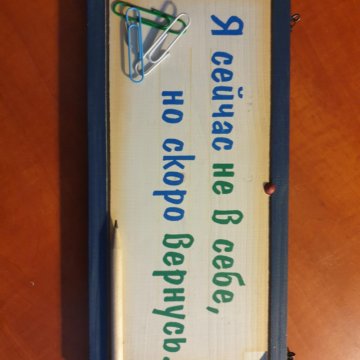 Я сейчас не в себе,
но скоро вернусь.